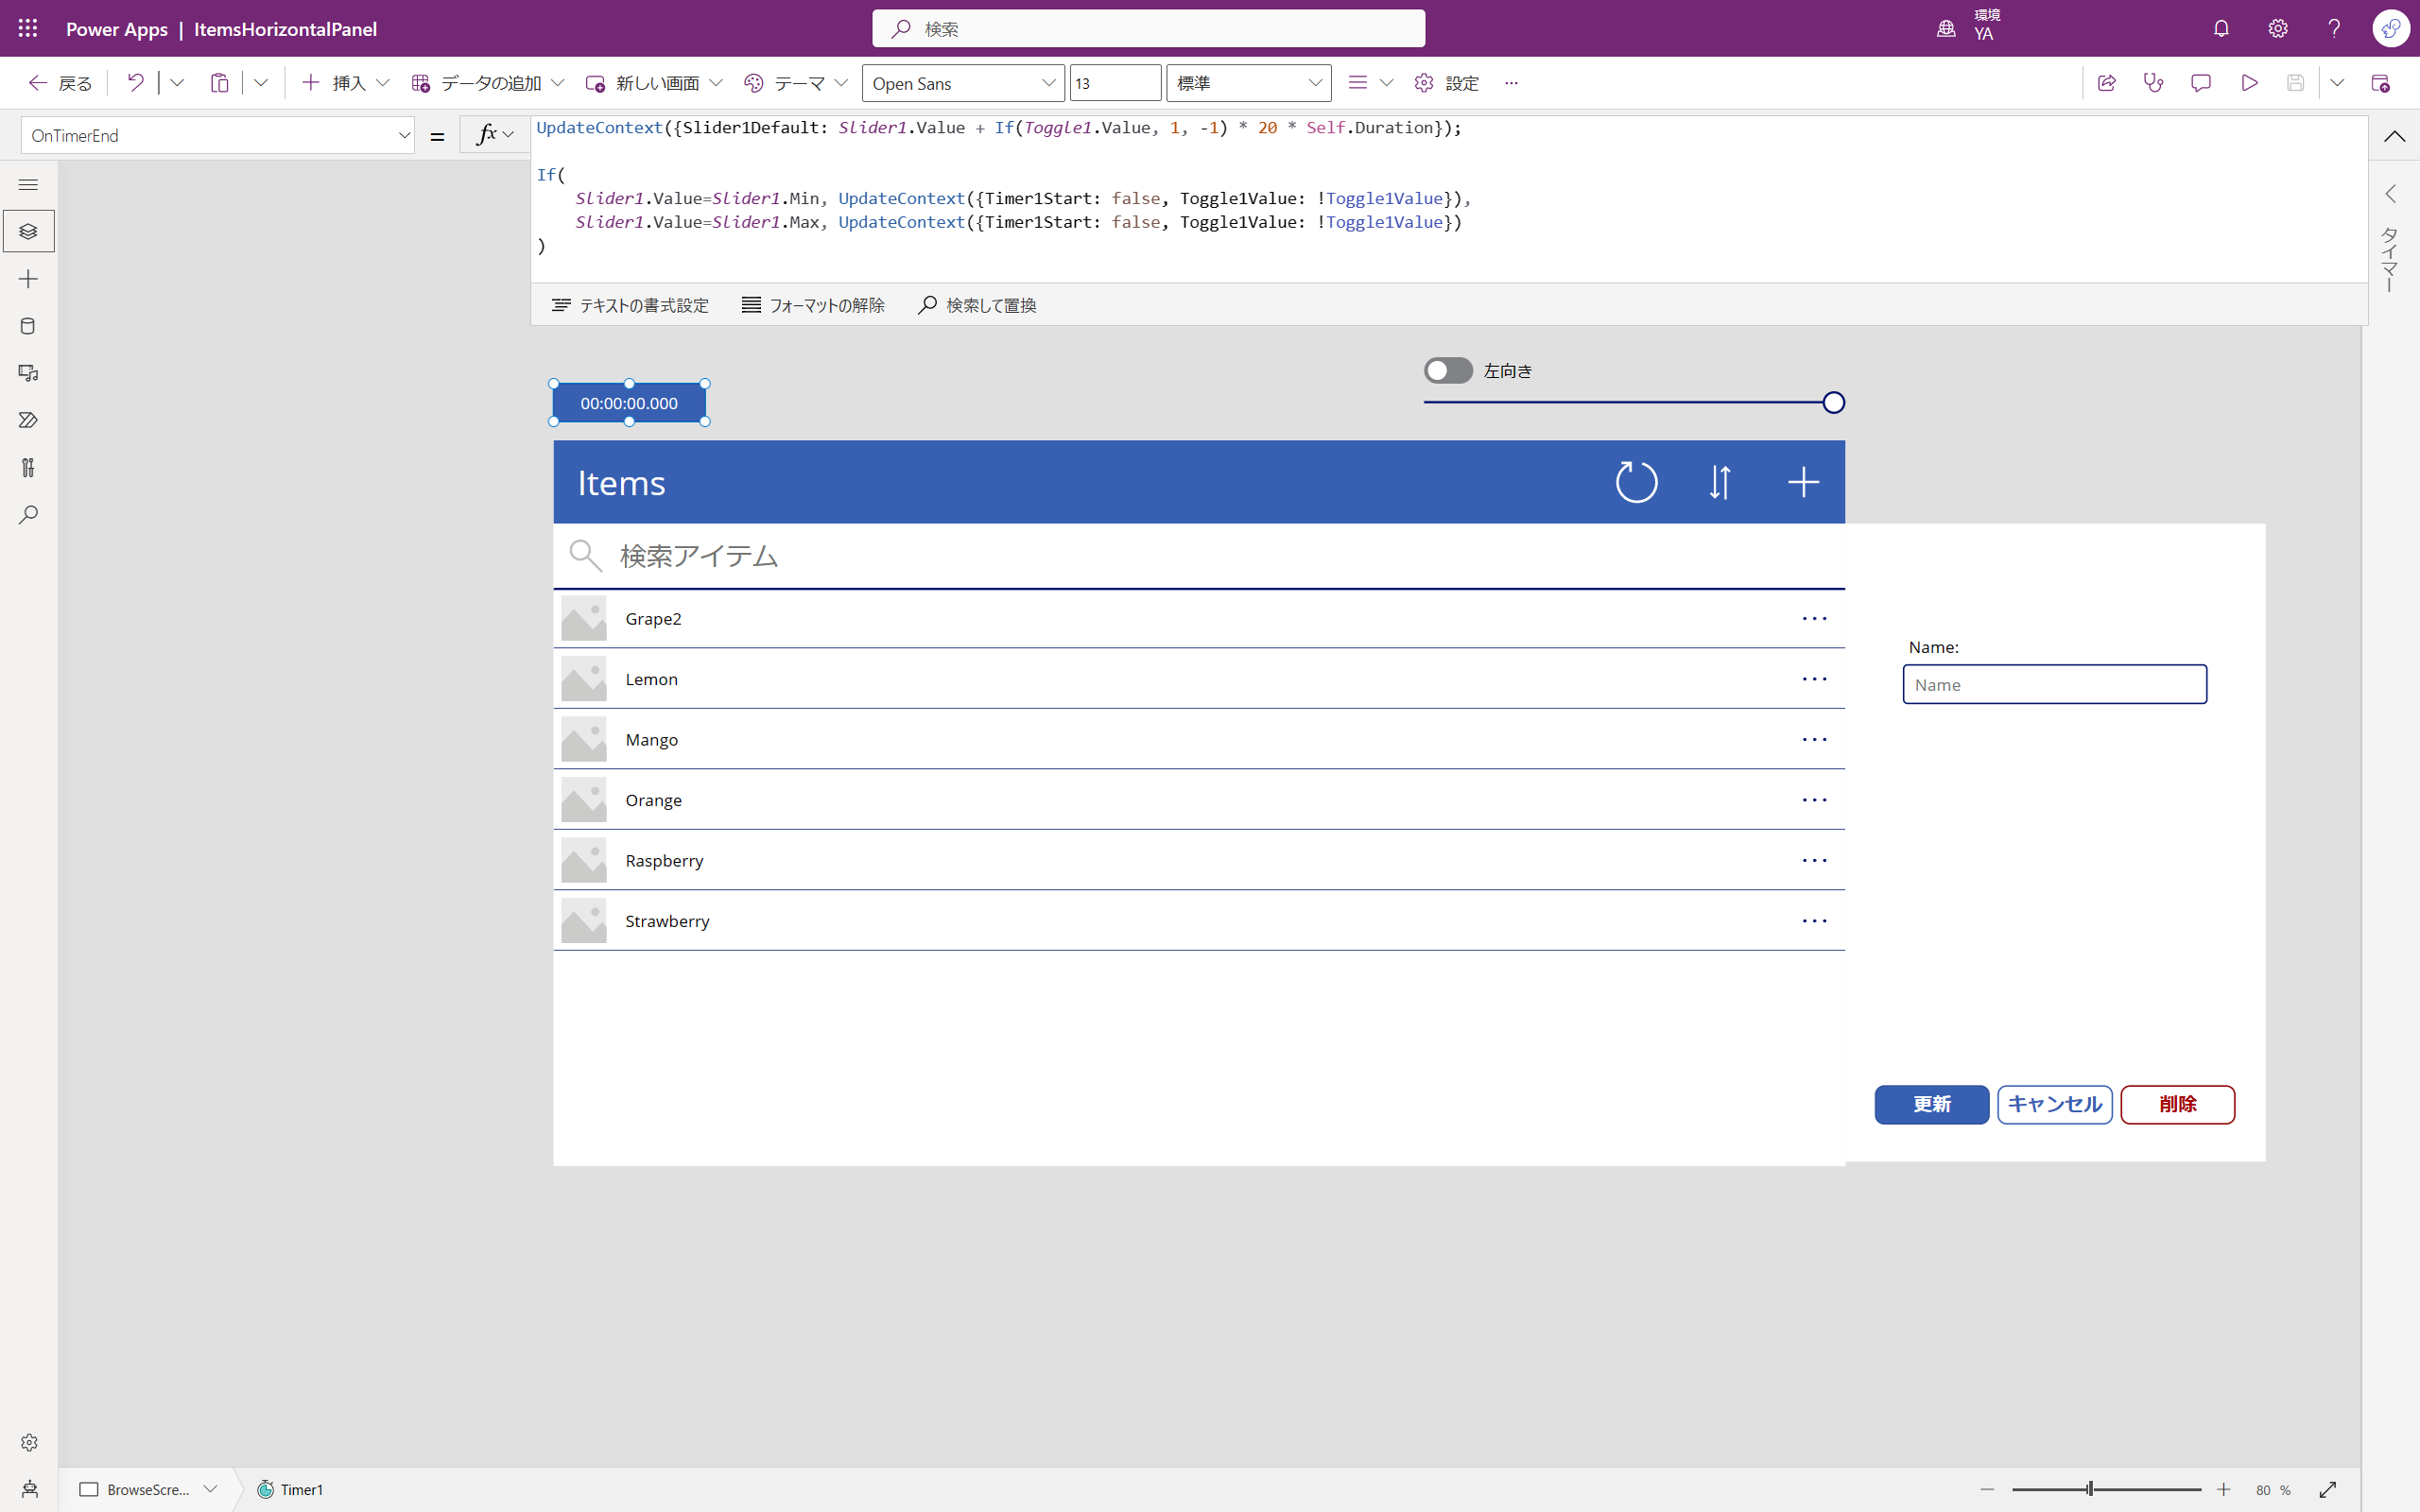 Power Apps | ItemsHorizontalPanel
検索
環境
YA
戻る
挿入
データの追加
新しい画面
テーマ
Open Sans
13
標準
設定
OnTimerEnd
=
fx
UpdateContext({Slider1Default: Slider1.Value + If(Toggle1.Value, 1, -1) * 20 * Self.Duration});
If(
Slider1.Value=Slider1.Min, UpdateContext({Timer1Start: false, Toggle1Value: !Toggle1Value}),
Slider1.Value=Slider1.Max, UpdateContext({Timer1Start: false, Toggle1Value: !Toggle1Value})
)
テキストの書式設定
フォーマットの解除
検索して置換
タイマー
左向き
00:00:00.000
Items
検索アイテム
Grape2
Lemon
Mango
Orange
Raspberry
Strawberry
Name:
Name
更新
キャンセル
削除
BrowseScre...
Timer1
80 %